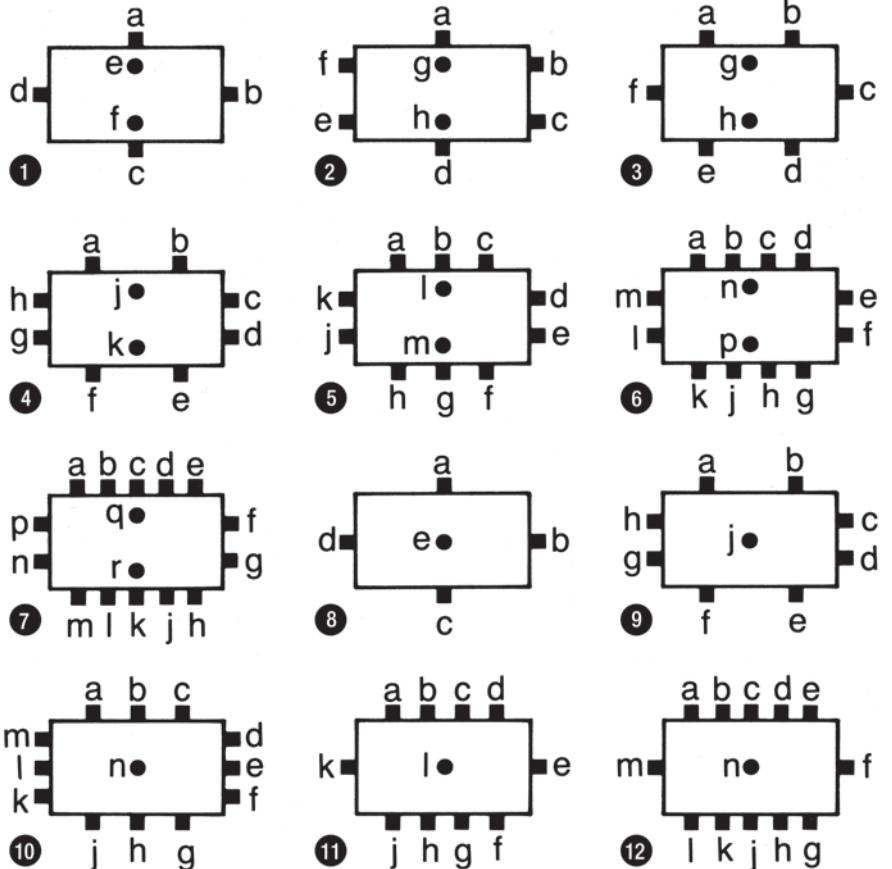 a a a b
d e b f g b f g c
f e h c h
1 c 2 d 3 e d
a b a b c a b c d
h j c k l d m n e
g k d j m e l p f
4 f e 5 h g f 6 k j h g
a b c d e a a b
p q f d e b h j c
n r g g d
7 m l k j h 8 c 9 f e
a b c a b c d a b c d e
m d
l n e k l e m n f
k f
10 j h g 11 j h g f 12 l k j h g